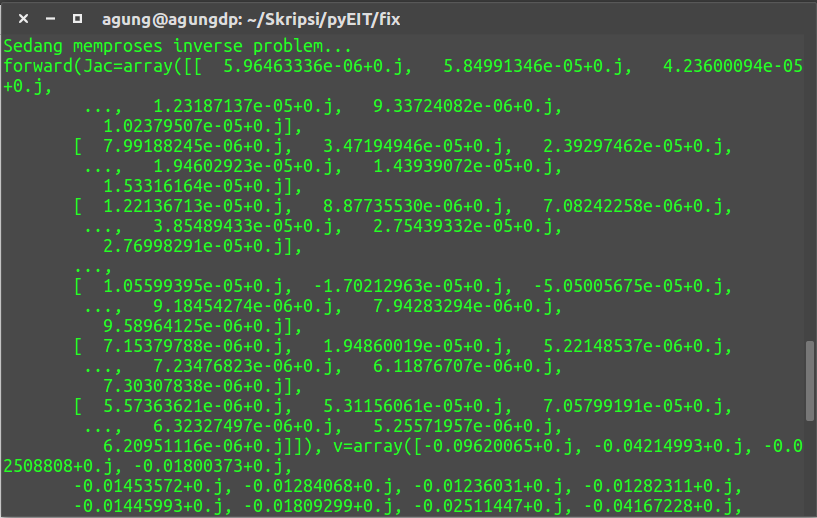 agung@agungdp: ~/Skripsi/pyEIT/fix
Sedang memproses inverse problem...
forward(Jac=array([[  5.96463336e-06+0.j,   5.84991346e-05+0.j,   4.23600094e-05
+0.j,
        ...,   1.23187137e-05+0.j,   9.33724082e-06+0.j,
          1.02379507e-05+0.j],
       [  7.99188245e-06+0.j,   3.47194946e-05+0.j,   2.39297462e-05+0.j,
        ...,   1.94602923e-05+0.j,   1.43939072e-05+0.j,
          1.53316164e-05+0.j],
       [  1.22136713e-05+0.j,   8.87735530e-06+0.j,   7.08242258e-06+0.j,
        ...,   3.85489433e-05+0.j,   2.75439332e-05+0.j,
          2.76998291e-05+0.j],
       ...,
       [  1.05599395e-05+0.j,  -1.70212963e-05+0.j,  -5.05005675e-05+0.j,
        ...,   9.18454274e-06+0.j,   7.94283294e-06+0.j,
          9.58964125e-06+0.j],
       [  7.15379788e-06+0.j,   1.94860019e-05+0.j,   5.22148537e-06+0.j,
        ...,   7.23476823e-06+0.j,   6.11876707e-06+0.j,
          7.30307838e-06+0.j],
       [  5.57363621e-06+0.j,   5.31156061e-05+0.j,   7.05799191e-05+0.j,
        ...,   6.32327497e-06+0.j,   5.25571957e-06+0.j,
          6.20951116e-06+0.j]]), v=array([-0.09620065+0.j, -0.04214993+0.j, -0.0
2508808+0.j, -0.01800373+0.j,
       -0.01453572+0.j, -0.01284068+0.j, -0.01236031+0.j, -0.01282311+0.j,
       -0.01445993+0.j, -0.01809299+0.j, -0.02511447+0.j, -0.04167228+0.j,